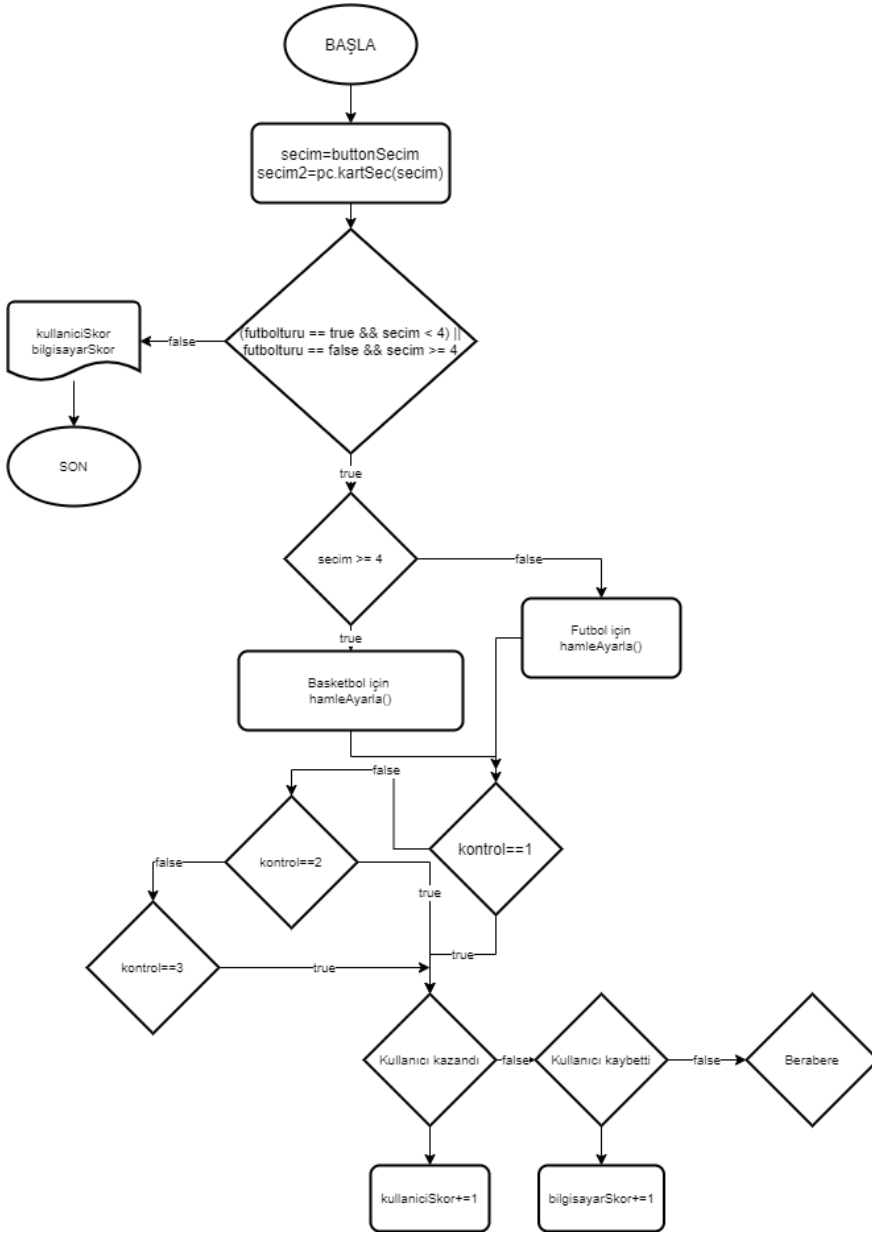 BAŞLA
secim=buttonSecim
secim2=pc.kartSec(secim)
(futbolturu == true && secim < 4) ||
futbolturu == false && secim >= 4
false
kullaniciSkor
bilgisayarSkor
SON
true
secim >= 4
false
true
Futbol için
hamleAyarla()
Basketbol için
hamleAyarla()
false
kontrol==1
kontrol==2
false
true
kontrol==3
true
true
Kullanıcı kazandı
false
Kullanıcı kaybetti
false
Berabere
kullaniciSkor+=1
bilgisayarSkor+=1